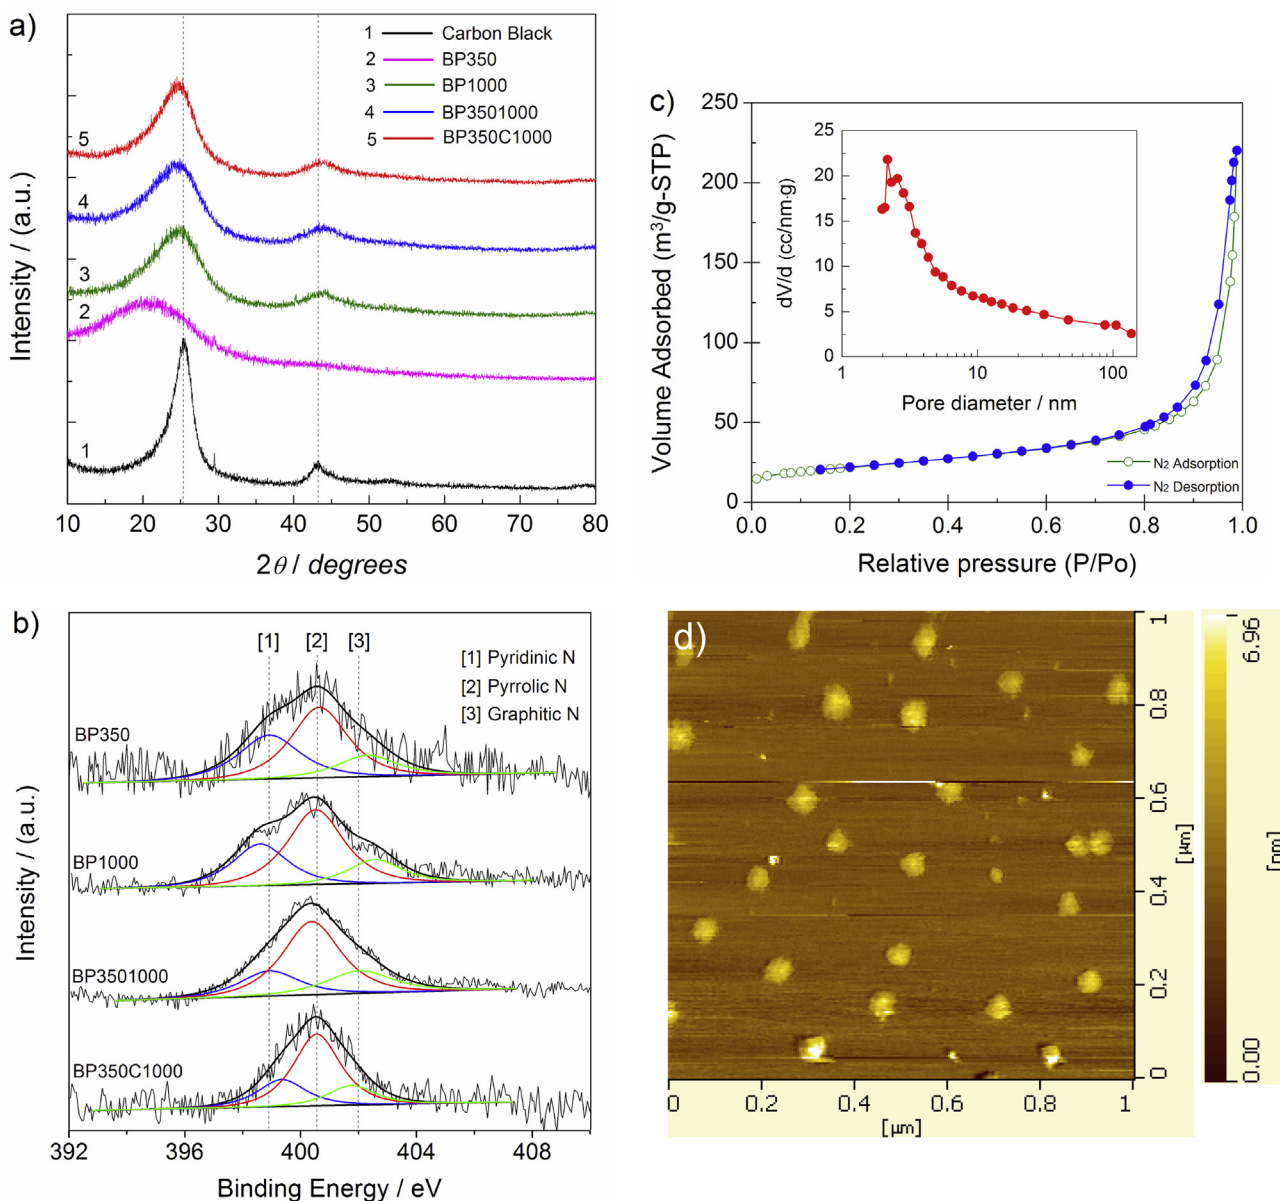 a)
1 Carbon Black
2 BP350
3 BP1000
4 BP3501000
5 BP350C1000
5
4
3
2
1
Intensity / (a.u.)
10 20 30 40 50 60 70 80
2θ / degrees
c)
250
200
150
100
50
0
Volume Adsorbed (m³/g-STP)
25
20
15
10
5
0
dV/d (cc/nm·g)
1 10 100
Pore diameter / nm
N₂ Adsorption
N₂ Desorption
0.0 0.2 0.4 0.6 0.8 1.0
Relative pressure (P/Po)
b)
[1] [2] [3]
[1] Pyridinic N
[2] Pyrrolic N
[3] Graphitic N
BP350
BP1000
BP3501000
BP350C1000
Intensity / (a.u.)
392 396 400 404 408
Binding Energy / eV
d)
1
0.8
0.6
0.4
0.2
0
[µm]
0 0.2 0.4 0.6 0.8 1
[µm]
6.96
[nm]
0.00